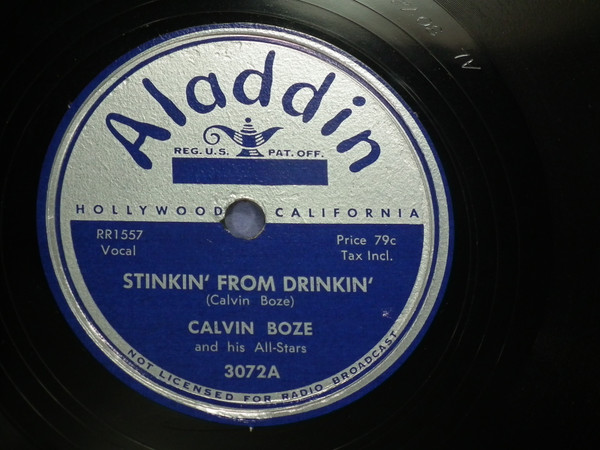 Aladdin
REG. U.S. PAT. OFF.
HOLLYWOOD CALIFORNIA
RR1557
Vocal
Price 79c
Tax Incl.
STINKIN' FROM DRINKIN'
(Calvin Boze)
CALVIN BOZE
and his All-Stars
3072A
NOT LICENSED FOR RADIO BROADCAST